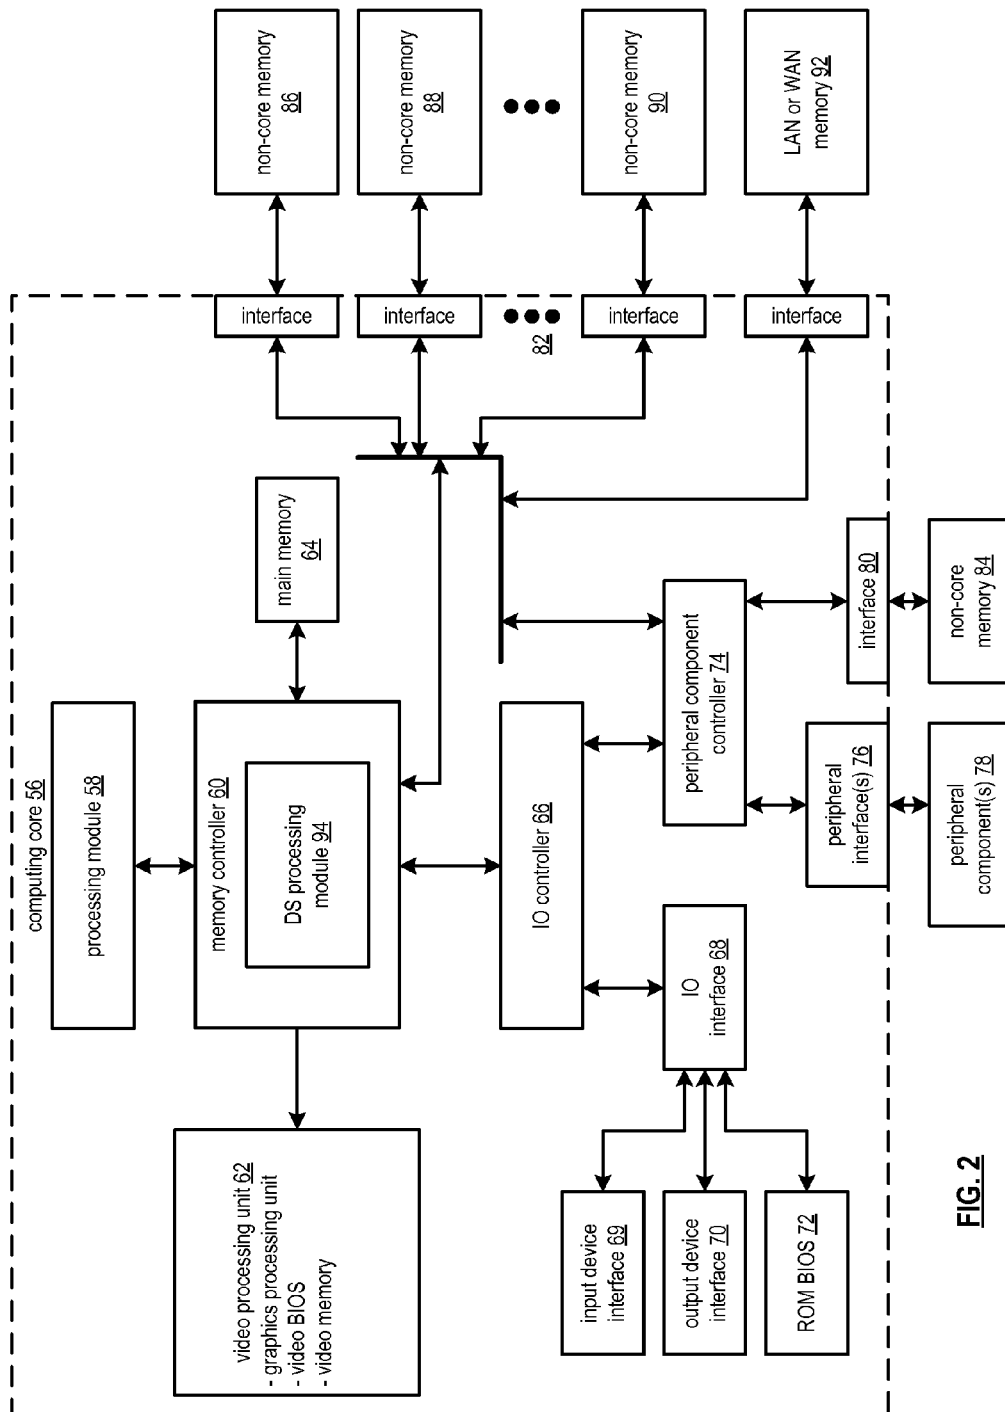 computing core 56
processing module 58
memory controller 60
DS processing
module 94
main memory
64
video processing unit 62
- graphics processing unit
- video BIOS
- video memory
IO controller 66
IO
interface 68
peripheral component
controller 74
input device
interface 69
output device
interface 70
ROM BIOS 72
peripheral
interface(s) 76
interface 80
peripheral
component(s) 78
non-core
memory 84
interface
interface
82
interface
interface
non-core memory
86
non-core memory
88
non-core memory
90
LAN or WAN
memory 92
FIG. 2